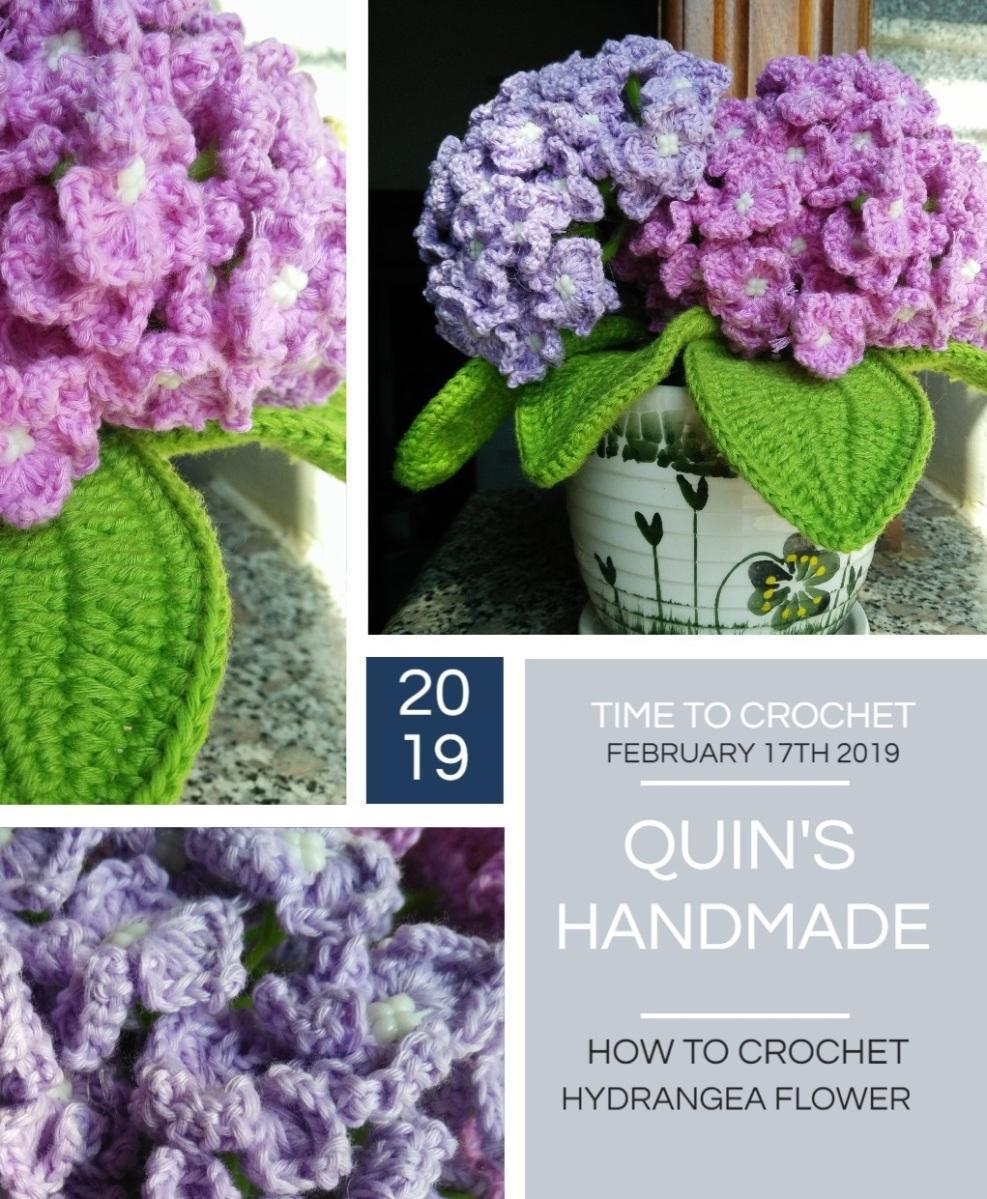 20
19
TIME TO CROCHET
FEBRUARY 17TH 2019
QUIN'S
HANDMADE
HOW TO CROCHET
HYDRANGEA FLOWER